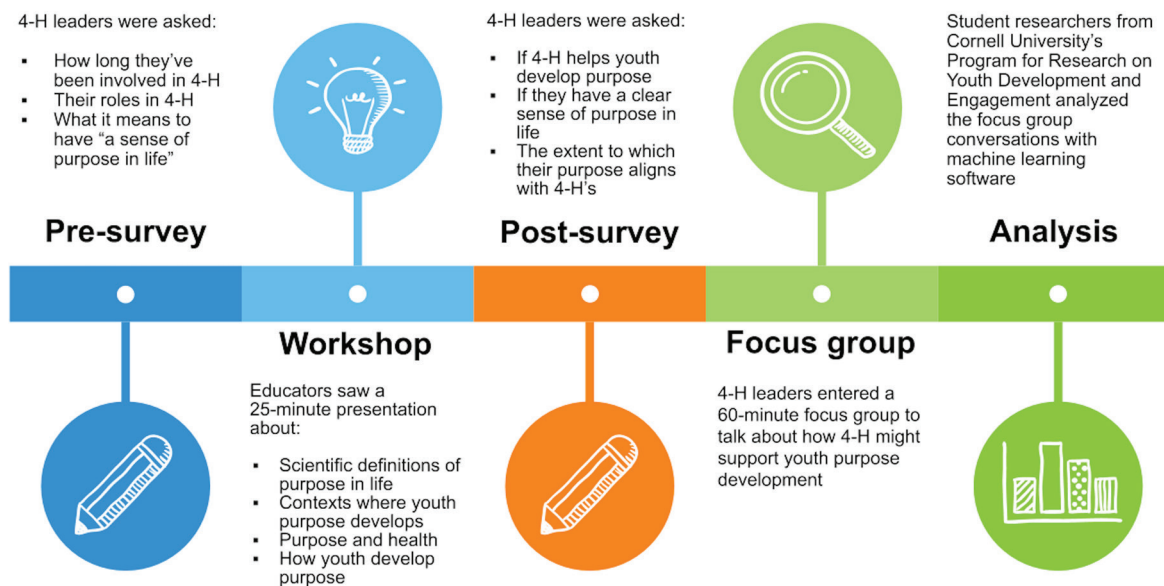 4-H leaders were asked:
▪ How long they've
been involved in 4-H
▪ Their roles in 4-H
▪ What it means to
have “a sense of
purpose in life”
Pre-survey
Workshop
Educators saw a
25-minute presentation
about:
▪ Scientific definitions of
purpose in life
▪ Contexts where youth
purpose develops
▪ Purpose and health
▪ How youth develop
purpose
4-H leaders were asked:
▪ If 4-H helps youth
develop purpose
▪ If they have a clear
sense of purpose in
life
▪ The extent to which
their purpose aligns
with 4-H's
Post-survey
Focus group
4-H leaders entered a
60-minute focus group to
talk about how 4-H might
support youth purpose
development
Student researchers from
Cornell University's
Program for Research on
Youth Development and
Engagement analyzed
the focus group
conversations with
machine learning
software
Analysis